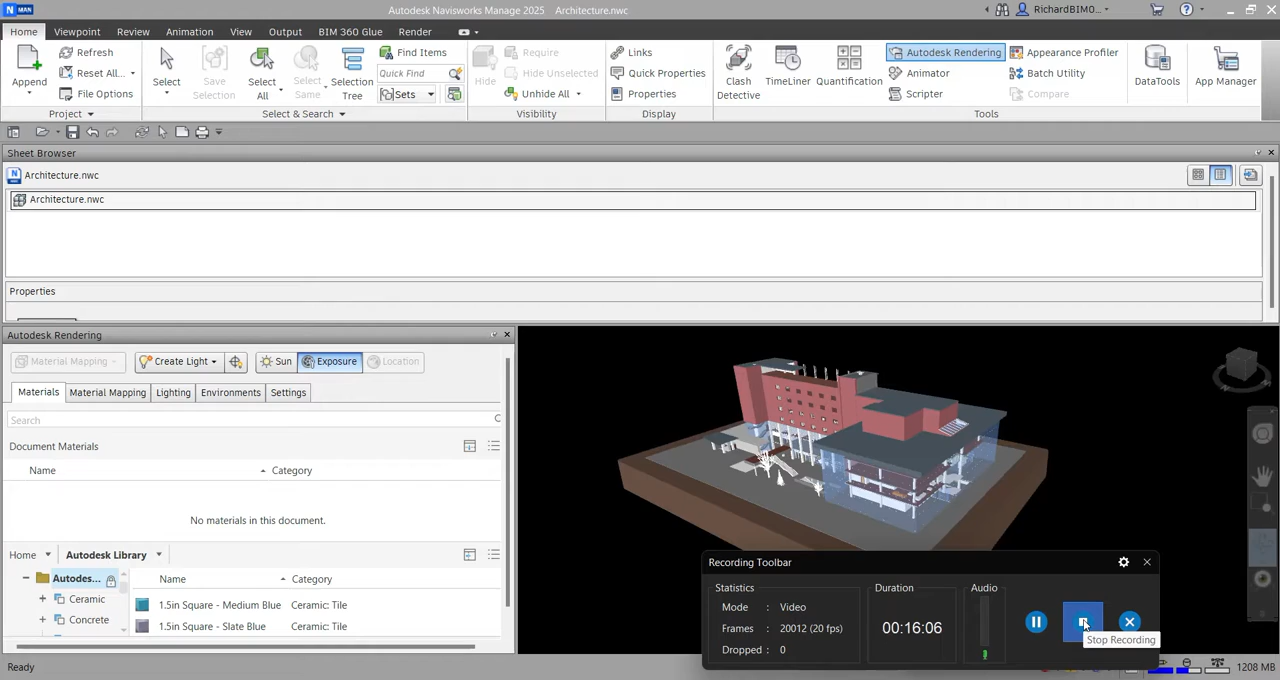 MAN
Autodesk Navisworks Manage 2025 Architecture.nwc
RichardBIMO...
Home Viewpoint Review Animation View Output BIM 360 Glue Render
Append
Refresh
Reset All...
File Options
Project
Select
Save Selection
Select All
Select Same
Selection Tree
Find Items
Quick Find
Sets
Select & Search
Hide
Require
Hide Unselected
Unhide All
Visibility
Links
Quick Properties
Properties
Display
Clash Detective
TimeLiner
Quantification
Autodesk Rendering
Animator
Scripter
Appearance Profiler
Batch Utility
Compare
DataTools
App Manager
Tools
Sheet Browser
Architecture.nwc
Architecture.nwc
Properties
Autodesk Rendering
Material Mapping Create Light Sun Exposure Location
Materials Material Mapping Lighting Environments Settings
Search
Document Materials
Name Category
No materials in this document.
Home Autodesk Library
Autodes...
Ceramic
Concrete
Name Category
1.5in Square - Medium Blue Ceramic: Tile
1.5in Square - Slate Blue Ceramic: Tile
Recording Toolbar
Statistics
Mode : Video
Frames : 20012 (20 fps)
Dropped : 0
Duration
00:16:06
Audio
Stop Recording
Ready
1208 MB